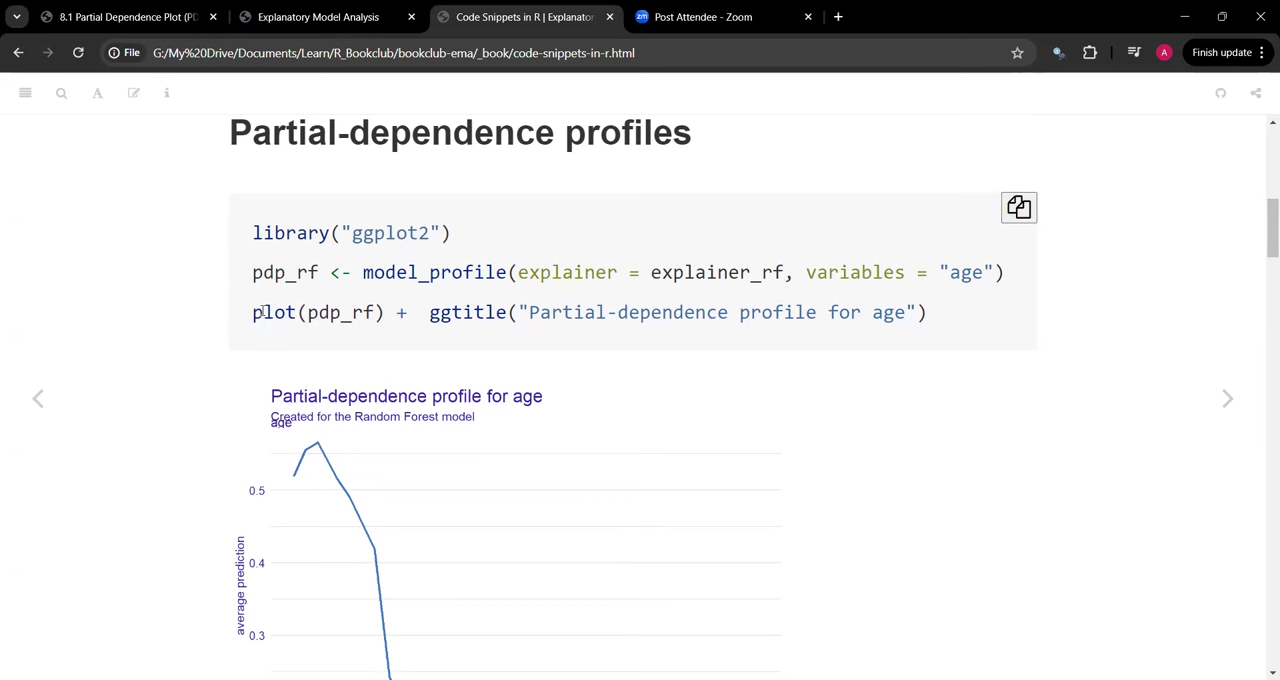 8.1 Partial Dependence Plot (PD
Explanatory Model Analysis
Code Snippets in R | Explanator
zm
Post Attendee - Zoom
File
G:/My%20Drive/Documents/Learn/R_Bookclub/bookclub-ema/_book/code-snippets-in-r.html
A
Finish update
A
i
Partial-dependence profiles
library("ggplot2")
pdp_rf <- model_profile(explainer = explainer_rf, variables = "age")
plot(pdp_rf) + ggtitle("Partial-dependence profile for age")
Partial-dependence profile for age
Created for the Random Forest model
age
0.5
0.4
0.3
average prediction